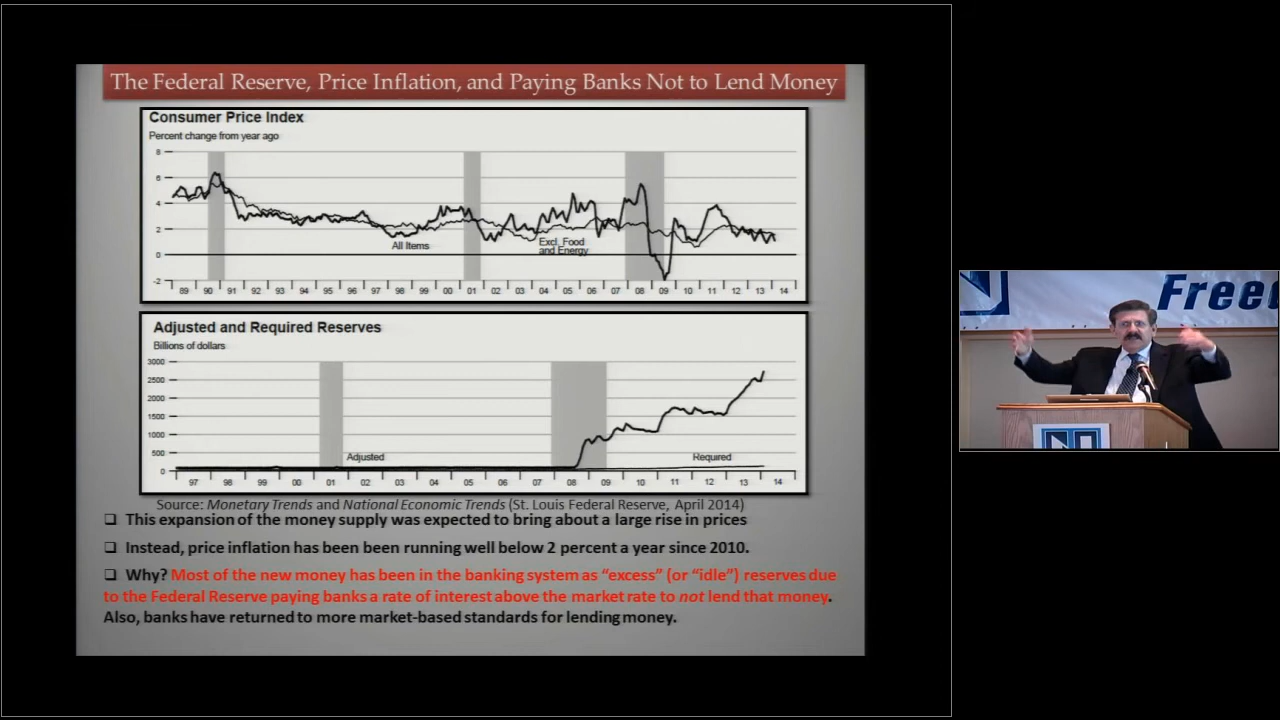 The Federal Reserve, Price Inflation, and Paying Banks Not to Lend Money
Consumer Price Index
Percent change from year ago
8
6
4
2
0
-2
All Items
Excl. Food
and Energy
89 90 91 92 93 94 95 96 97 98 99 00 01 02 03 04 05 06 07 08 09 10 11 12 13 14
Adjusted and Required Reserves
Billions of dollars
3000
2500
2000
1500
1000
500
0
Adjusted
Required
97 98 99 00 01 02 03 04 05 06 07 08 09 10 11 12 13 14
Source: Monetary Trends and National Economic Trends (St. Louis Federal Reserve, April 2014)
❑ This expansion of the money supply was expected to bring about a large rise in prices
❑ Instead, price inflation has been been running well below 2 percent a year since 2010.
❑ Why? Most of the new money has been in the banking system as “excess” (or “idle”) reserves due
to the Federal Reserve paying banks a rate of interest above the market rate to not lend that money.
Also, banks have returned to more market-based standards for lending money.